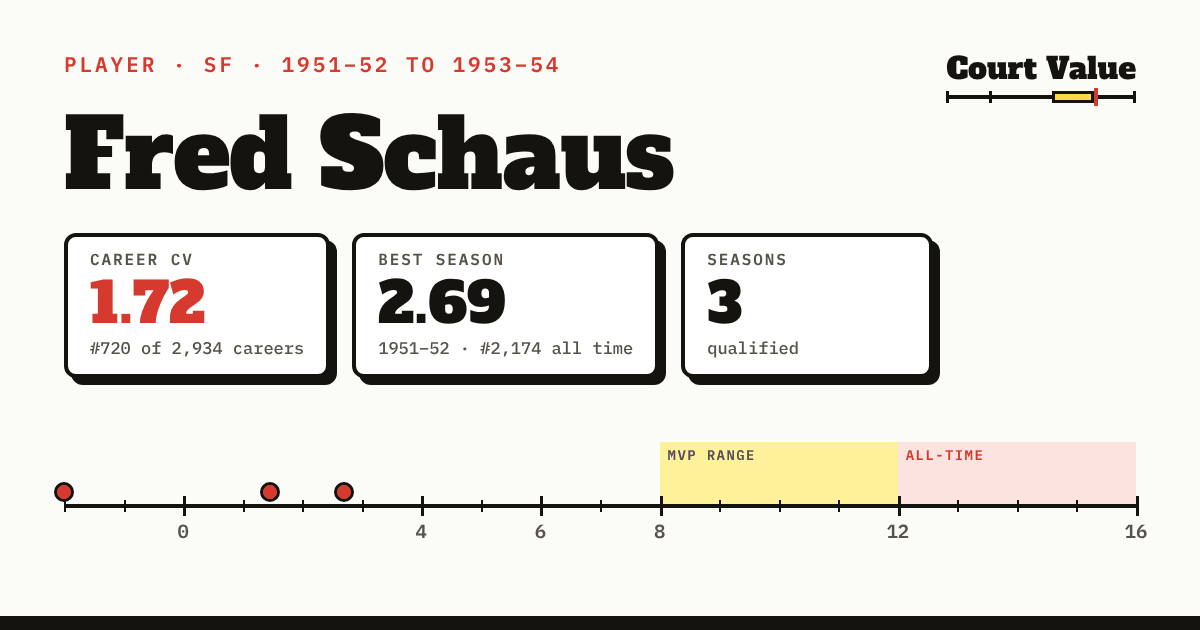 PLAYER · SF · 1951–52 TO 1953–54
Court Value
Fred Schaus
CAREER CV
1.72
#720 of 2,934 careers
BEST SEASON
2.69
1951–52 · #2,174 all time
SEASONS
3
qualified
MVP RANGE
ALL-TIME
0 4 6 8 12 16